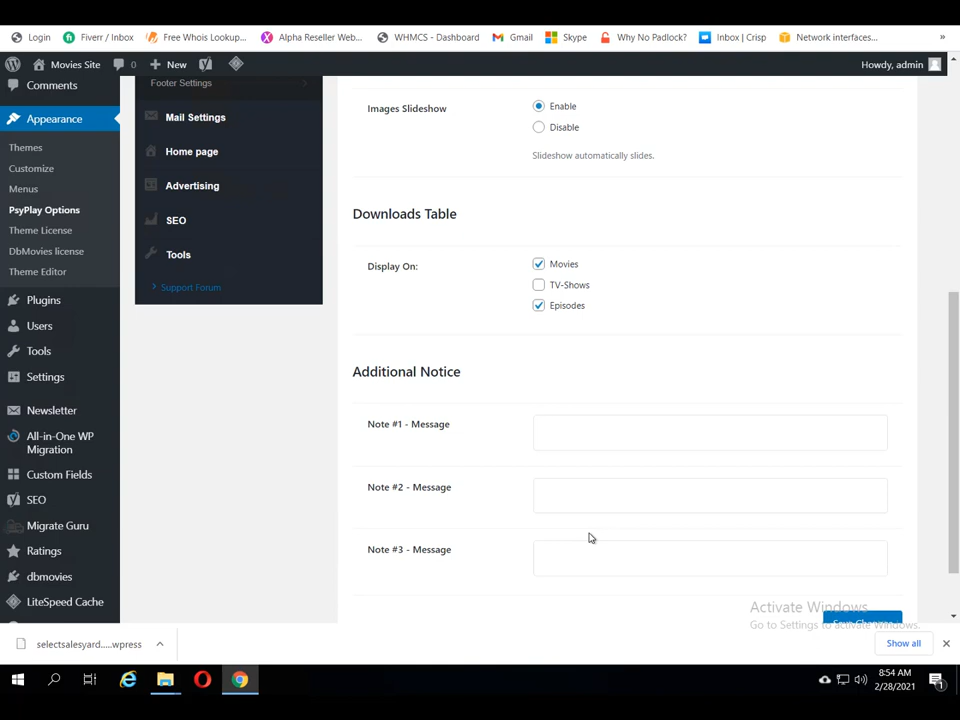 Login
Fiverr / Inbox
Free Whois Lookup...
Alpha Reseller Web...
WHMCS - Dashboard
Gmail
Skype
Why No Padlock?
Inbox | Crisp
Network interfaces...
»
Movies Site
0
New
Howdy, admin
Comments
Appearance
Themes
Customize
Menus
PsyPlay Options
Theme License
DbMovies license
Theme Editor
Plugins
Users
Tools
Settings
Newsletter
All-in-One WP
Migration
Custom Fields
SEO
Migrate Guru
Ratings
dbmovies
LiteSpeed Cache
Footer Settings
Mail Settings
Home page
Advertising
SEO
Tools
Support Forum
Images Slideshow
Enable
Disable
Slideshow automatically slides.
Downloads Table
Display On:
Movies
TV-Shows
Episodes
Additional Notice
Note #1 - Message
Note #2 - Message
Note #3 - Message
Save Changes
Activate Windows
Go to Settings to activate Windows.
selectsalesyard.....wpress
Show all
8:54 AM
2/28/2021
1